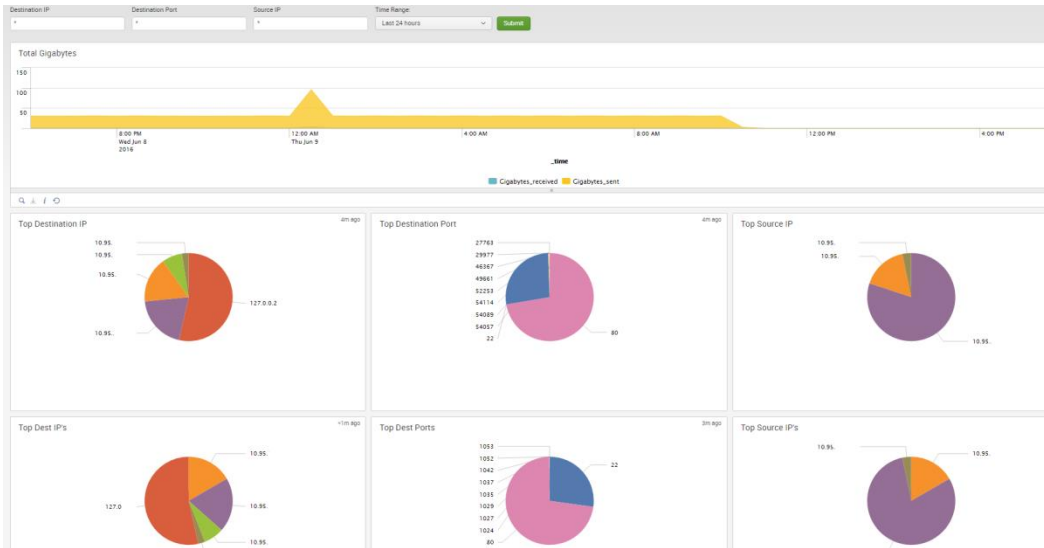 Destination IP
Destination Port
Source IP
Time Range
*
*
*
Last 24 hours
Submit
Total Gigabytes
150
100
50
8:00 PM
Wed Jun 8
2016
12:00 AM
Thu Jun 9
4:00 AM
8:00 AM
12:00 PM
4:00 PM
_time
Gigabytes_received
Gigabytes_sent
Top Destination IP
4m ago
10.95.
10.95.
10.95
10.95.
127.0.0.2
Top Destination Port
4m ago
27763
29977
46367
49661
52253
54114
54089
54057
22
80
Top Source IP
10.95.
10.95.
10.95.
Top Dest IP's
<1m ago
10.95.
10.95.
10.95.
127.0
Top Dest Ports
3m ago
1053
1052
1042
1037
1035
1029
1027
1024
80
22
Top Source IP's
10.95.
10.95.